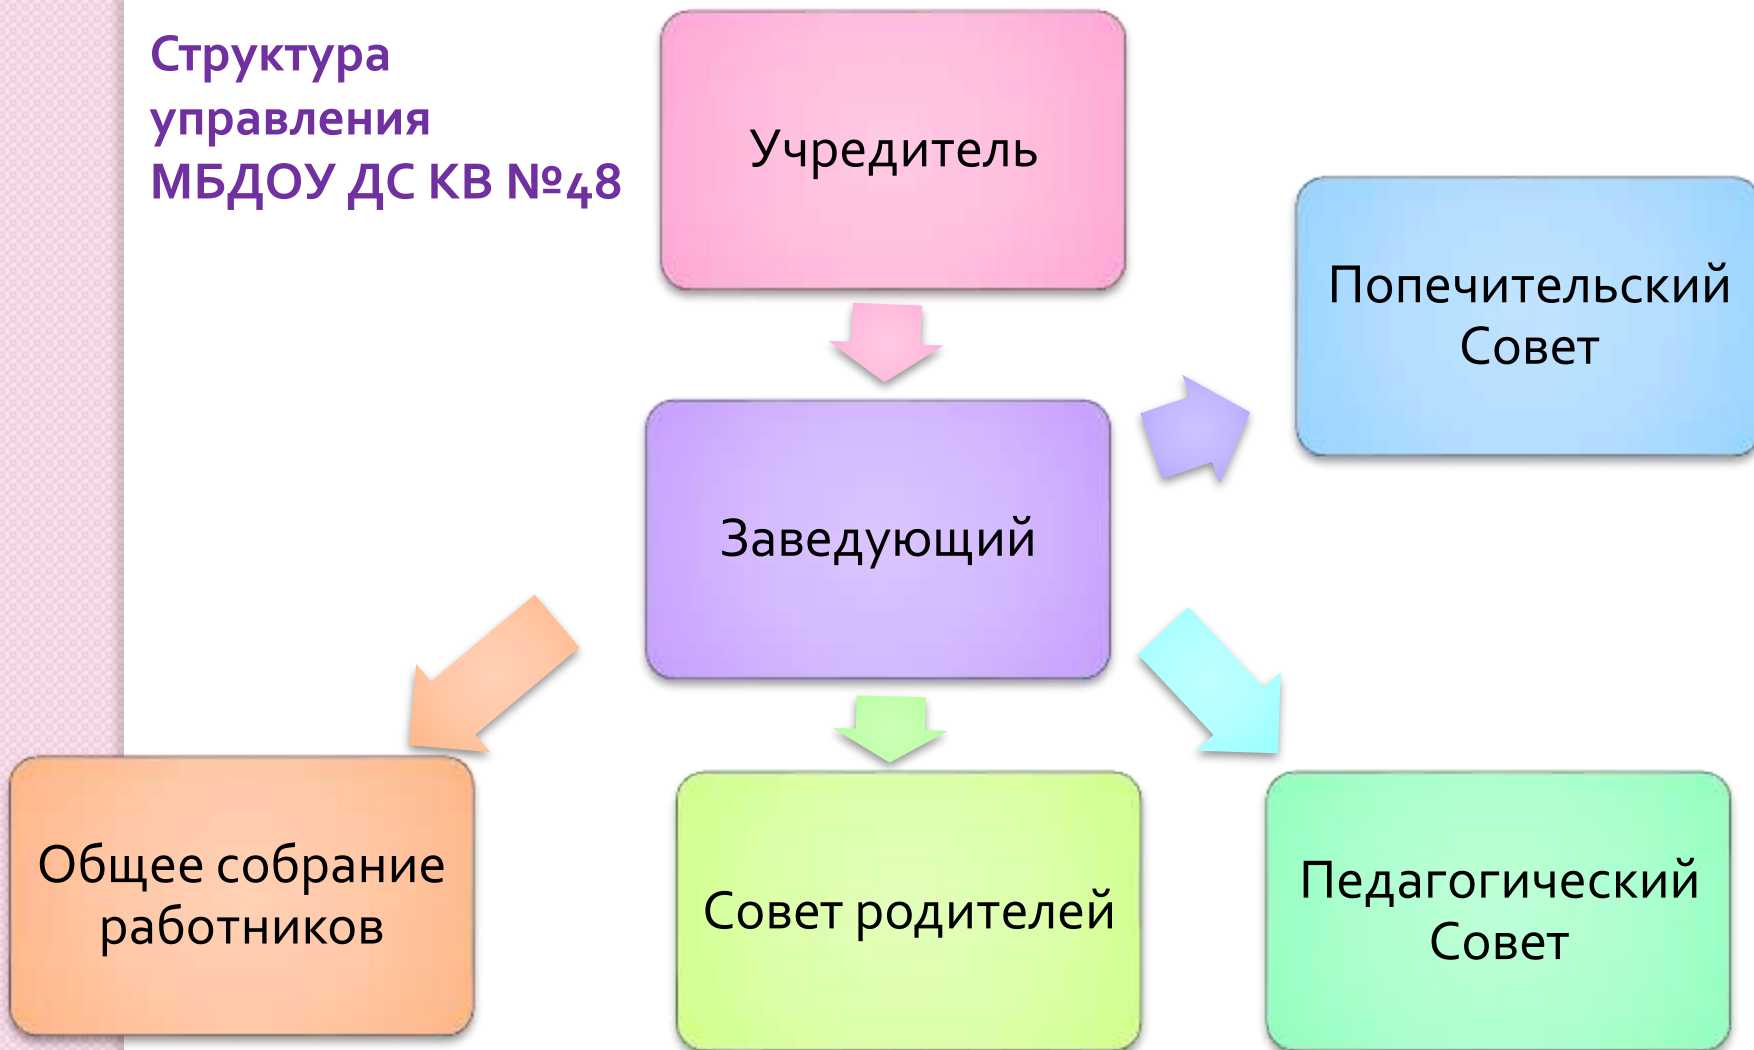 Структура
управления
МБДОУ ДС КВ №48
Учредитель
Попечительский
Совет
Заведующий
Общее собрание
работников
Совет родителей
Педагогический
Совет